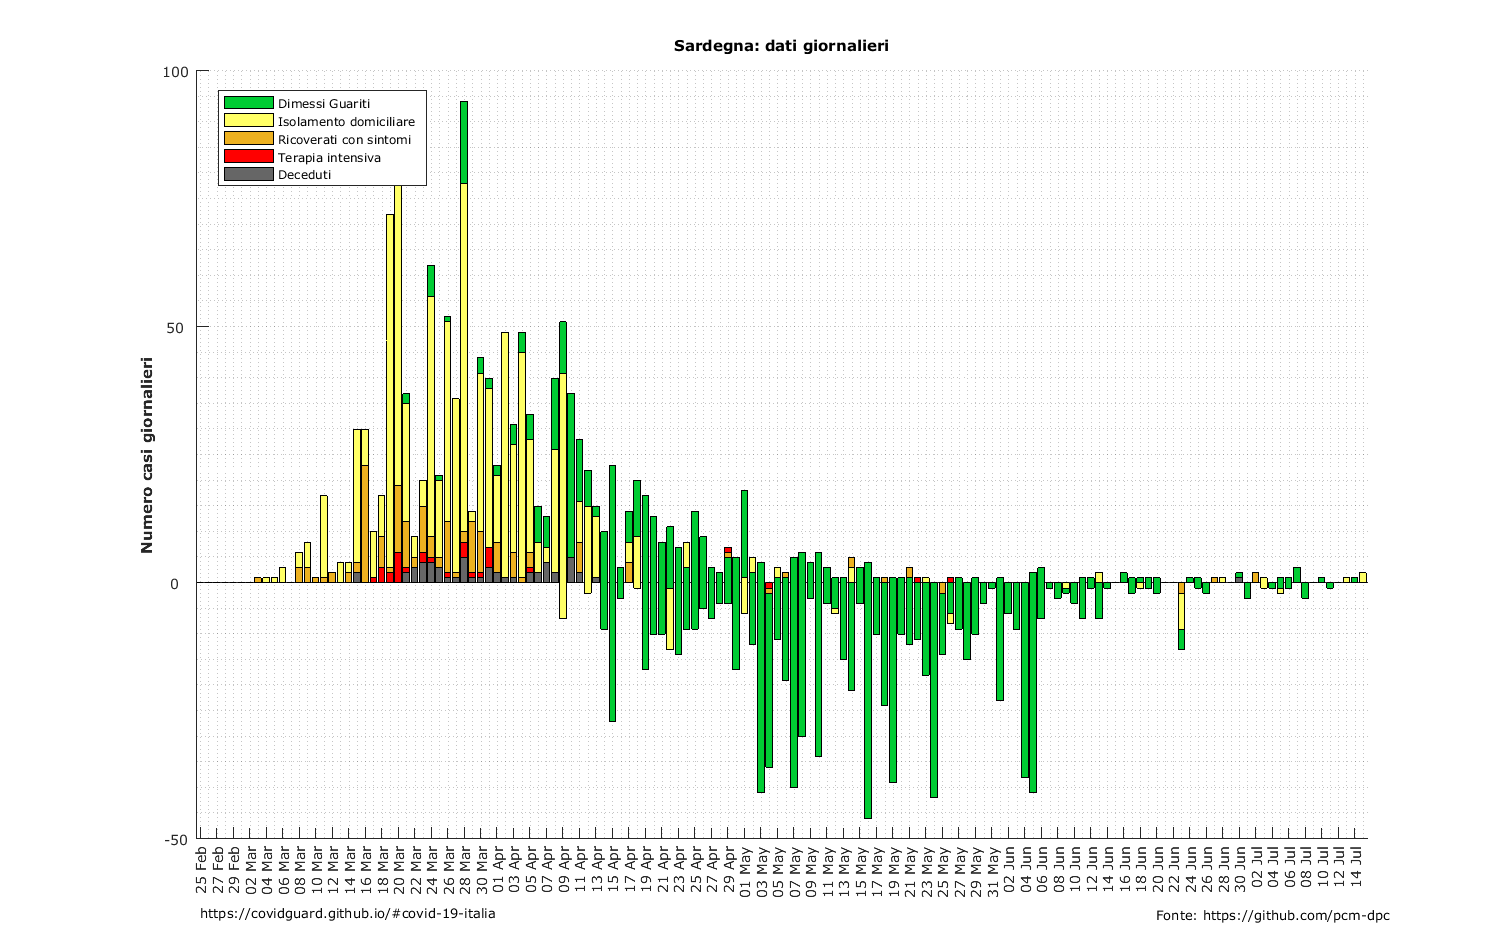 Sardegna: dati giornalieri
100
50
0
-50
Numero casi giornalieri
Dimessi Guariti
Isolamento domiciliare
Ricoverati con sintomi
Terapia intensiva
Deceduti
25 Feb
27 Feb
29 Feb
02 Mar
04 Mar
06 Mar
08 Mar
10 Mar
12 Mar
14 Mar
16 Mar
18 Mar
20 Mar
22 Mar
24 Mar
26 Mar
28 Mar
30 Mar
01 Apr
03 Apr
05 Apr
07 Apr
09 Apr
11 Apr
13 Apr
15 Apr
17 Apr
19 Apr
21 Apr
23 Apr
25 Apr
27 Apr
29 Apr
01 May
03 May
05 May
07 May
09 May
11 May
13 May
15 May
17 May
19 May
21 May
23 May
25 May
27 May
29 May
31 May
02 Jun
04 Jun
06 Jun
08 Jun
10 Jun
12 Jun
14 Jun
16 Jun
18 Jun
20 Jun
22 Jun
24 Jun
26 Jun
28 Jun
30 Jun
02 Jul
04 Jul
06 Jul
08 Jul
10 Jul
12 Jul
14 Jul
https://covidguard.github.io/#covid-19-italia
Fonte: https://github.com/pcm-dpc